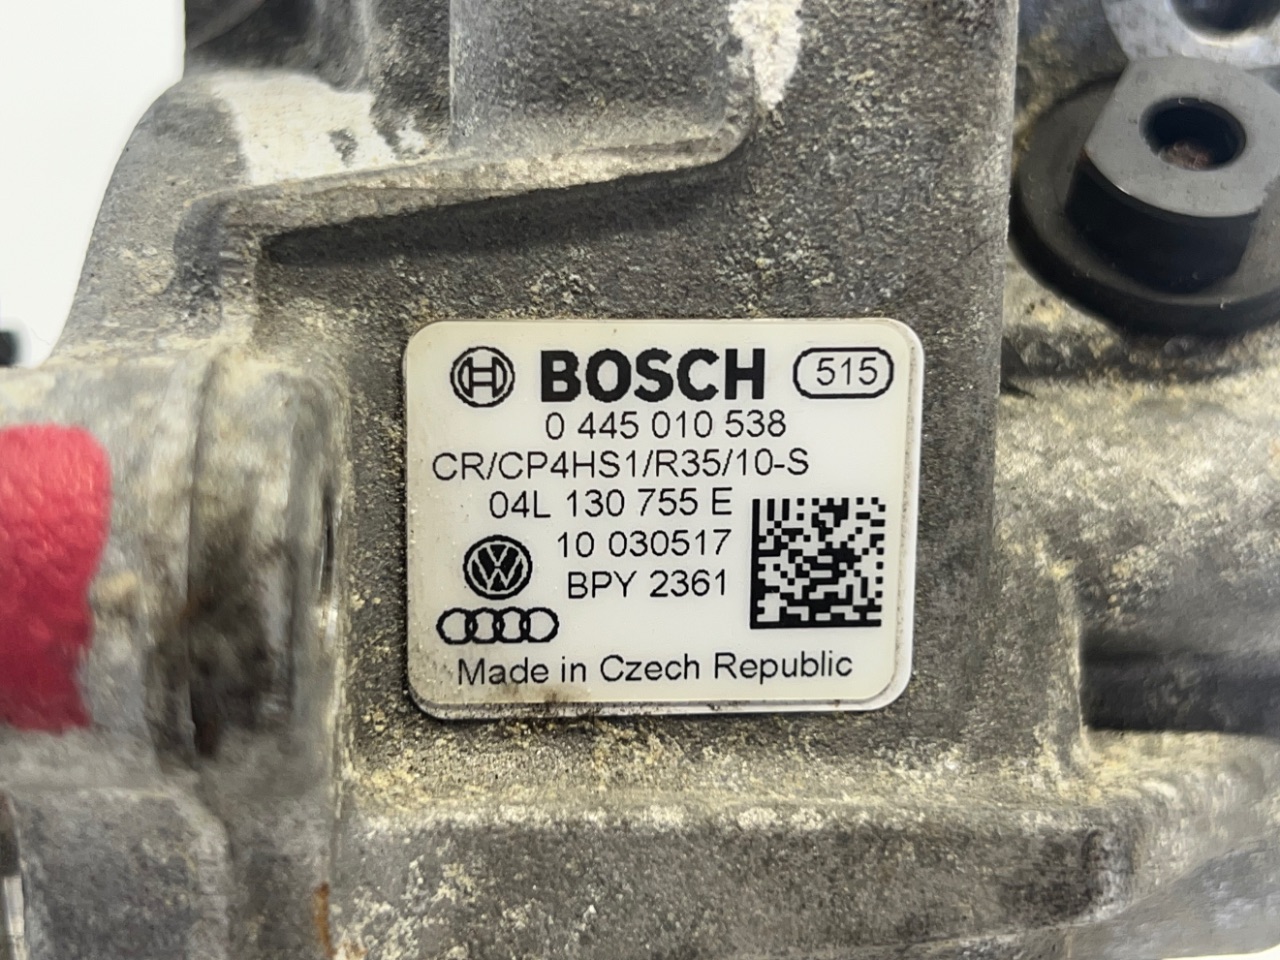 BOSCH 515
0 445 010 538
CR/CP4HS1/R35/10-S
04L 130 755 E
10 030517
BPY 2361
Made in Czech Republic